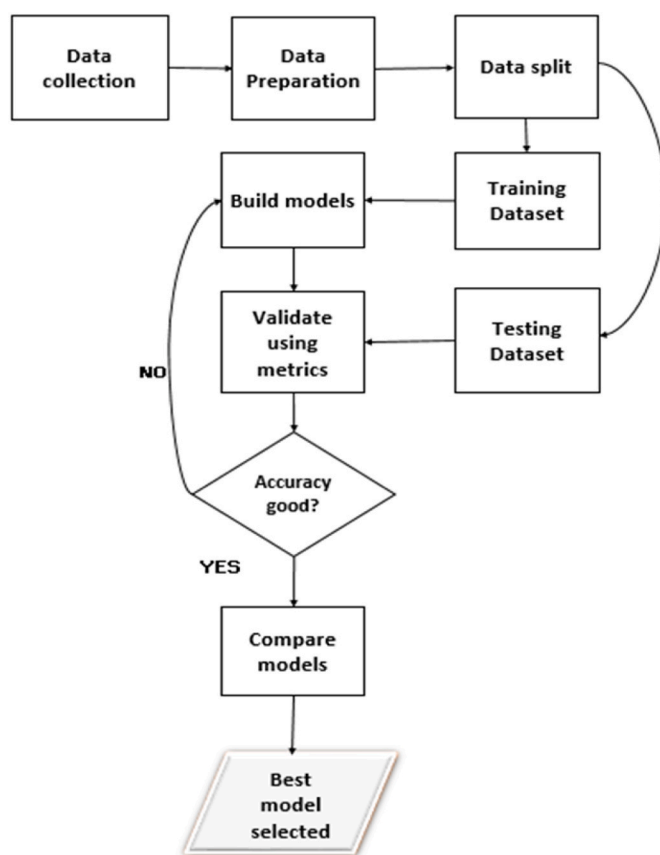 Data
collection
Data
Preparation
Data split
Build models
Training
Dataset
Validate
using
metrics
Testing
Dataset
NO
Accuracy
good?
YES
Compare
models
Best
model
selected